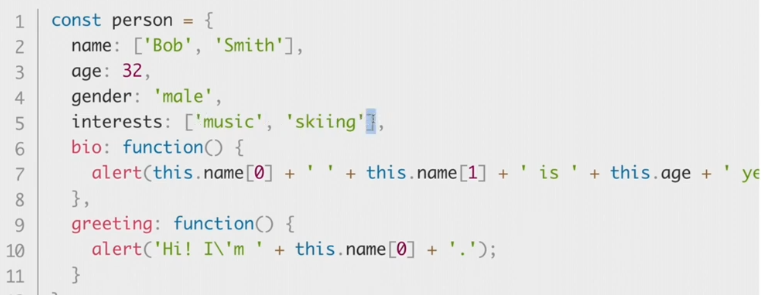 1 const person = {
2 name: ['Bob', 'Smith'],
3 age: 32,
4 gender: 'male',
5 interests: ['music', 'skiing'],
6 bio: function() {
7 alert(this.name[0] + ' ' + this.name[1] + ' is ' + this.age + ' ye
8 },
9 greeting: function() {
10 alert('Hi! I\'m ' + this.name[0] + '.');
11 }